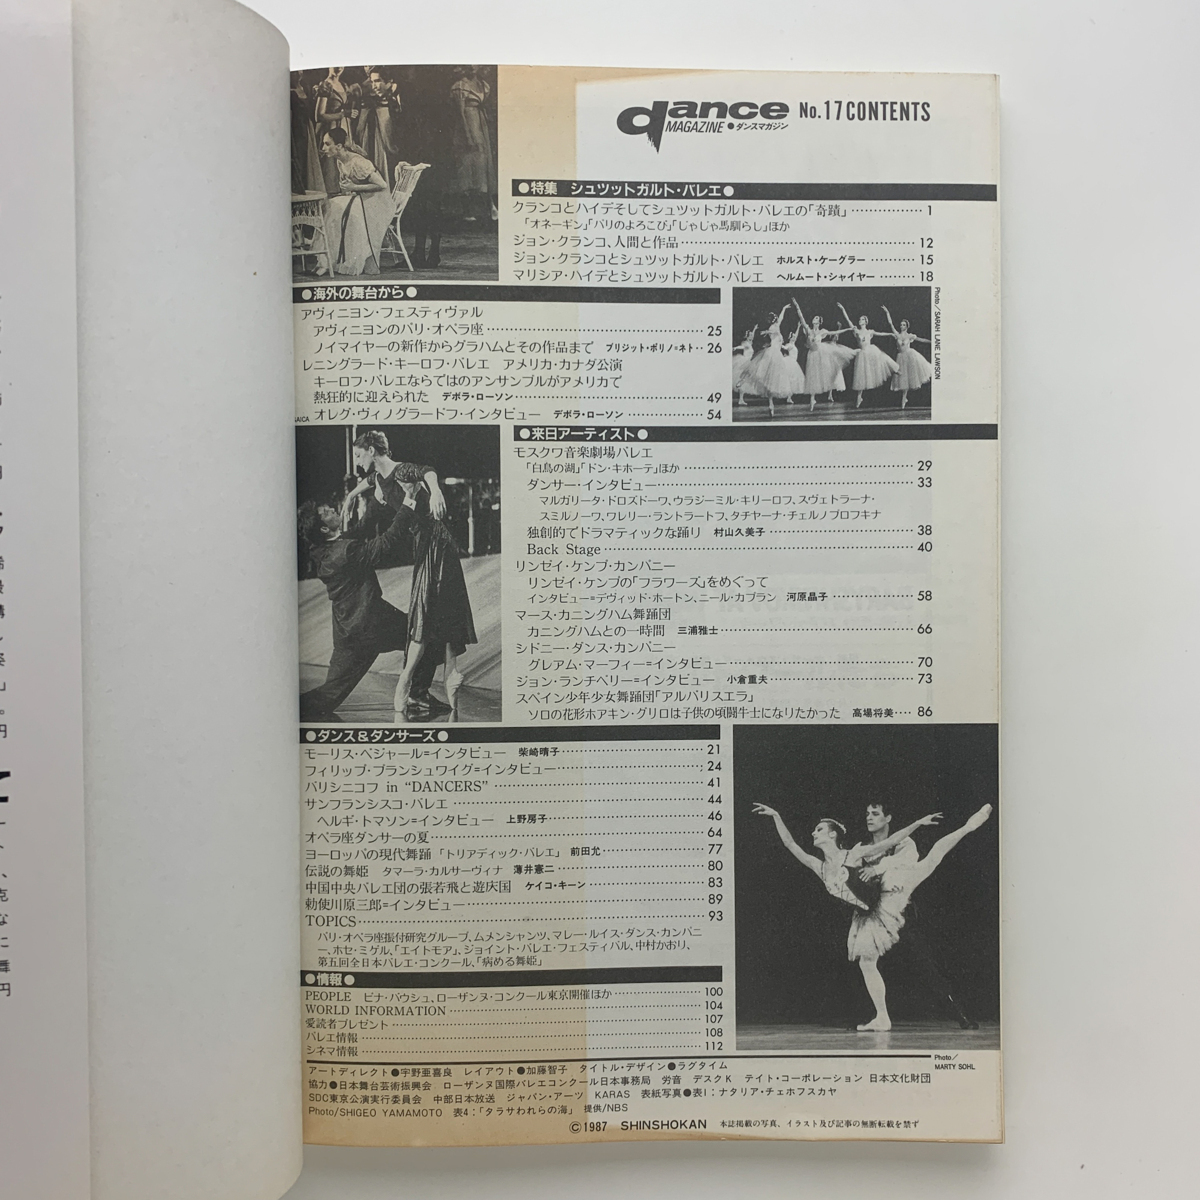 dance MAGAZINE ●ダンスマガジン No.17 CONTENTS
●特集 シュツットガルト・バレエ●
クランコとハイデそしてシュツットガルト・バレエの「奇蹟」 1
「オネーギン」「パリのよろこび」「じゃじゃ馬馴らし」ほか
ジョン・クランコ、人間と作品 12
ジョン・クランコとシュツットガルト・バレエ ホルスト・ケーグラー 15
マリシア・ハイデとシュツットガルト・バレエ ヘルムート・シャイヤー 18
●海外の舞台から●
アヴィニヨン・フェスティヴァル
アヴィニヨンのパリ・オペラ座 25
ノイマイヤーの新作からグラハムとその作品まで ブリジット・ポリノ=ネト 26
レニングラード・キーロフ・バレエ アメリカ・カナダ公演
キーロフ・バレエならではのアンサンブルがアメリカで
熱狂的に迎えられた デボラ・ローソン 49
オレグ・ヴィノグラードフ・インタビュー デボラ・ローソン 54
Photo/SARAH LANE LAWSON
●来日アーティスト●
モスクワ音楽劇場バレエ
「白鳥の湖」「ドン・キホーテ」ほか 29
ダンサー・インタビュー 33
マルガリータ・ドロズドーワ、ウラジーミル・キリーロフ、スヴェトラーナ・
スミルノーワ、ワレリー・ラントラートフ、タチヤーナ・チェルノブロフキナ
独創的でドラマティックな踊り 村山久美子 38
Back Stage 40
リンゼイ・ケンプ・カンパニー
リンゼイ・ケンプの「フラワーズ」をめぐって
インタビュー=デヴィッド・ホートン、ニール・カプラン 河原晶子 58
マース・カニングハム舞踊団
カニングハムとの一時間 三浦雅士 66
シドニー・ダンス・カンパニー
グレアム・マーフィー=インタビュー 70
ジョン・ランチベリー=インタビュー 小倉重夫 73
スペイン少年少女舞踊団「アルバリスエラ」
ソロの花形ホアキン・グリロは子供の頃闘牛士になりたかった 高場将美 86
●ダンス&ダンサーズ●
モーリス・ベジャール=インタビュー 柴崎晴子 21
フィリップ・ブランシュワイグ=インタビュー 24
バリシニコフ in “DANCERS” 41
サンフランシスコ・バレエ 44
ヘルギ・トマソン=インタビュー 上野房子 46
オペラ座ダンサーの夏 64
ヨーロッパの現代舞踊「トリアディック・バレエ」 前田允 77
伝説の舞姫 タマーラ・カルサーヴィナ 薄井憲二 80
中国中央バレエ団の張若飛と遊庆国 ケイコ・キーン 83
勅使川原三郎=インタビュー 89
TOPICS 93
パリ・オペラ座振付研究グループ、ムメンシャンツ、マレー・ルイス・ダンス・カンパニ
ー、ホセ・ミゲル、「エイトモア」、ジョイント・バレエ・フェスティバル、中村かおり、
第五回全日本バレエ・コンクール、「病める舞姫」
●情報●
PEOPLE ピナ・バウシュ、ローザンヌ・コンクール東京開催ほか 100
WORLD INFORMATION 104
愛読者プレゼント 107
バレエ情報 108
シネマ情報 112
Photo/
MARTY SOHL
アートディレクト●宇野亜喜良 レイアウト●加藤智子 タイトル・デザイン●ラグタイム
協力●日本舞台芸術振興会 ローザンヌ国際バレエコンクール日本事務局 労音 デスクK テイト・コーポレーション 日本文化財団
SDC東京公演実行委員会 中部日本放送 ジャパン・アーツ KARAS 表紙写真●表1:ナタリア・チェホフスカヤ
Photo/SHIGEO YAMAMOTO 表4:「タラサわれらの海」 提供/NBS
©1987 SHINSHOKAN 本誌掲載の写真、イラスト及び記事の無断転載を禁ず